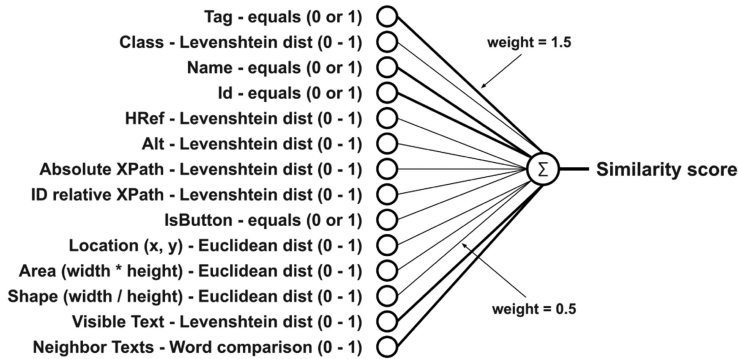 Tag - equals (0 or 1)
Class - Levenshtein dist (0 - 1)
weight = 1.5
Name - equals (0 or 1)
Id - equals (0 or 1)
HRef - Levenshtein dist (0 - 1)
Alt - Levenshtein dist (0 - 1)
Absolute XPath - Levenshtein dist (0 - 1)
Σ
Similarity score
ID relative XPath - Levenshtein dist (0 - 1)
IsButton - equals (0 or 1)
Location (x, y) - Euclidean dist (0 - 1)
Area (width * height) - Euclidean dist (0 - 1)
Shape (width / height) - Euclidean dist (0 - 1)
weight = 0.5
Visible Text - Levenshtein dist (0 - 1)
Neighbor Texts - Word comparison (0 - 1)